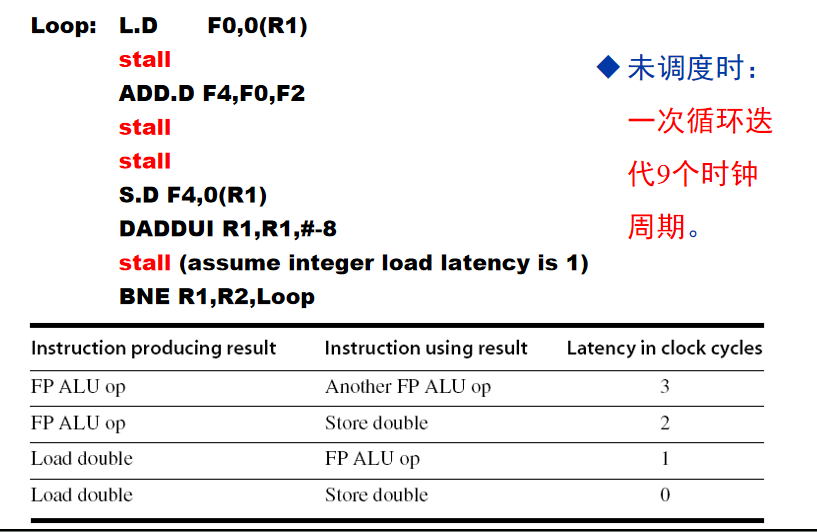 Loop: L.D F0,0(R1)
stall
ADD.D F4,F0,F2
stall
stall
S.D F4,0(R1)
DADDUI R1,R1,#-8
stall (assume integer load latency is 1)
BNE R1,R2,Loop
◆ 未调度时：
一次循环迭
代9个时钟
周期。
Instruction producing result Instruction using result Latency in clock cycles
FP ALU op Another FP ALU op 3
FP ALU op Store double 2
Load double FP ALU op 1
Load double Store double 0